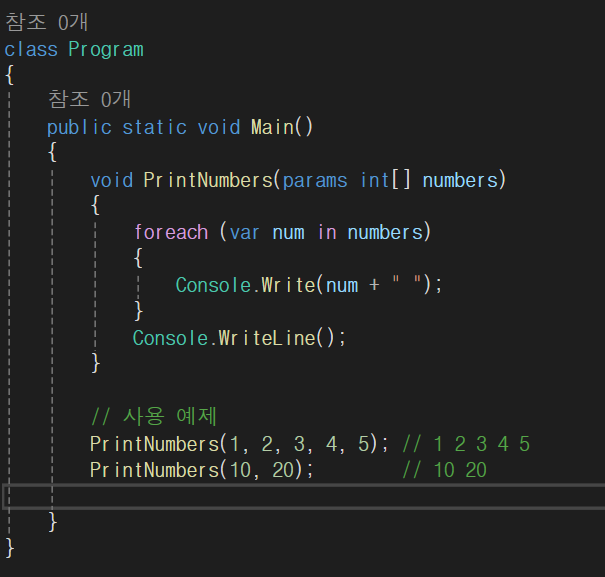 참조 0개
class Program
{
참조 0개
public static void Main()
{
void PrintNumbers(params int[] numbers)
{
foreach (var num in numbers)
{
Console.Write(num + " ");
}
Console.WriteLine();
}
// 사용 예제
PrintNumbers(1, 2, 3, 4, 5); // 1 2 3 4 5
PrintNumbers(10, 20); // 10 20
}
}